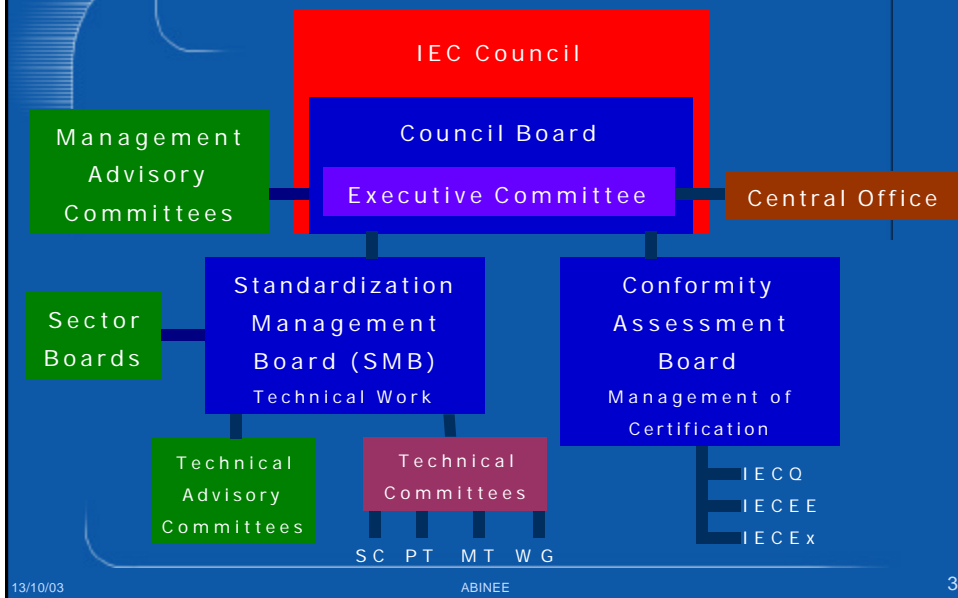 IEC Council
Council Board
Executive Committee
Management
Advisory
Committees
Central Office
Standardization
Management
Board (SMB)
Technical Work
Conformity
Assessment
Board
Management of
Certification
Sector
Boards
Technical
Advisory
Committees
Technical
Committees
SC PT MT WG
IECQ
IECEE
IECEx
13/10/03
ABINEE
3